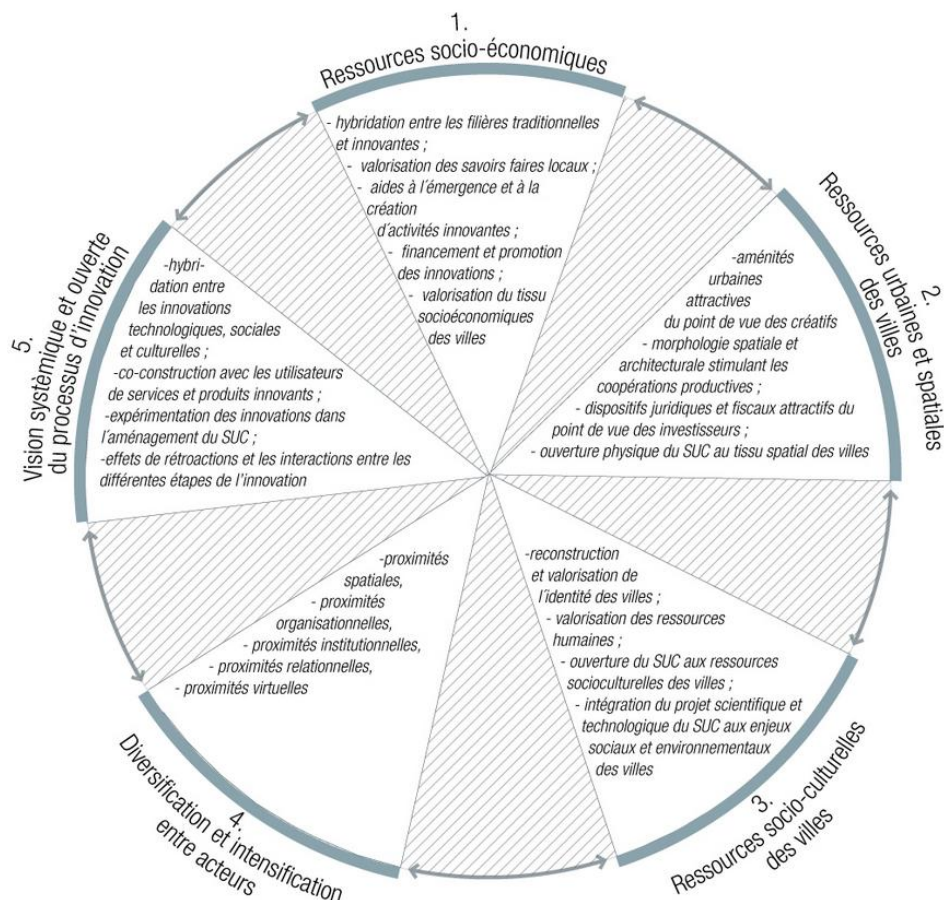 1.
Ressources socio-économiques
- hybridation entre les filières traditionnelles
et innovantes ;
- valorisation des savoirs faires locaux ;
- aides à l'émergence et à la
création
d'activités innovantes ;
- financement et promotion
des innovations ;
- valorisation du tissu
socioéconomiques
des villes
2.
Ressources urbaines et spatiales
des villes
-aménités
urbaines
attractives
du point de vue des créatifs
- morphologie spatiale et
architecturale stimulant les
coopérations productives ;
- dispositifs juridiques et fiscaux attractifs du
point de vue des investisseurs ;
- ouverture physique du SUC au tissu spatial des villes
3.
Ressources socio-culturelles
des villes
-reconstruction
et valorisation de
l'identité des villes ;
- valorisation des ressources
humaines ;
- ouverture du SUC aux ressources
socioculturelles des villes ;
- intégration du projet scientifique et
technologique du SUC aux enjeux
sociaux et environnementaux
des villes
4.
Diversification et intensification
entre acteurs
-proximités
spatiales,
- proximités
organisationnelles,
- proximités institutionnelles,
- proximités relationnelles,
- proximités virtuelles
5.
Vision systémique et ouverte
du processus d'innovation
-hybri-
dation entre
les innovations
technologiques, sociales
et culturelles ;
-co-construction avec les utilisateurs
de services et produits innovants ;
-expérimentation des innovations dans
l'aménagement du SUC ;
-effets de rétroactions et les interactions entre les
différentes étapes de l'innovation